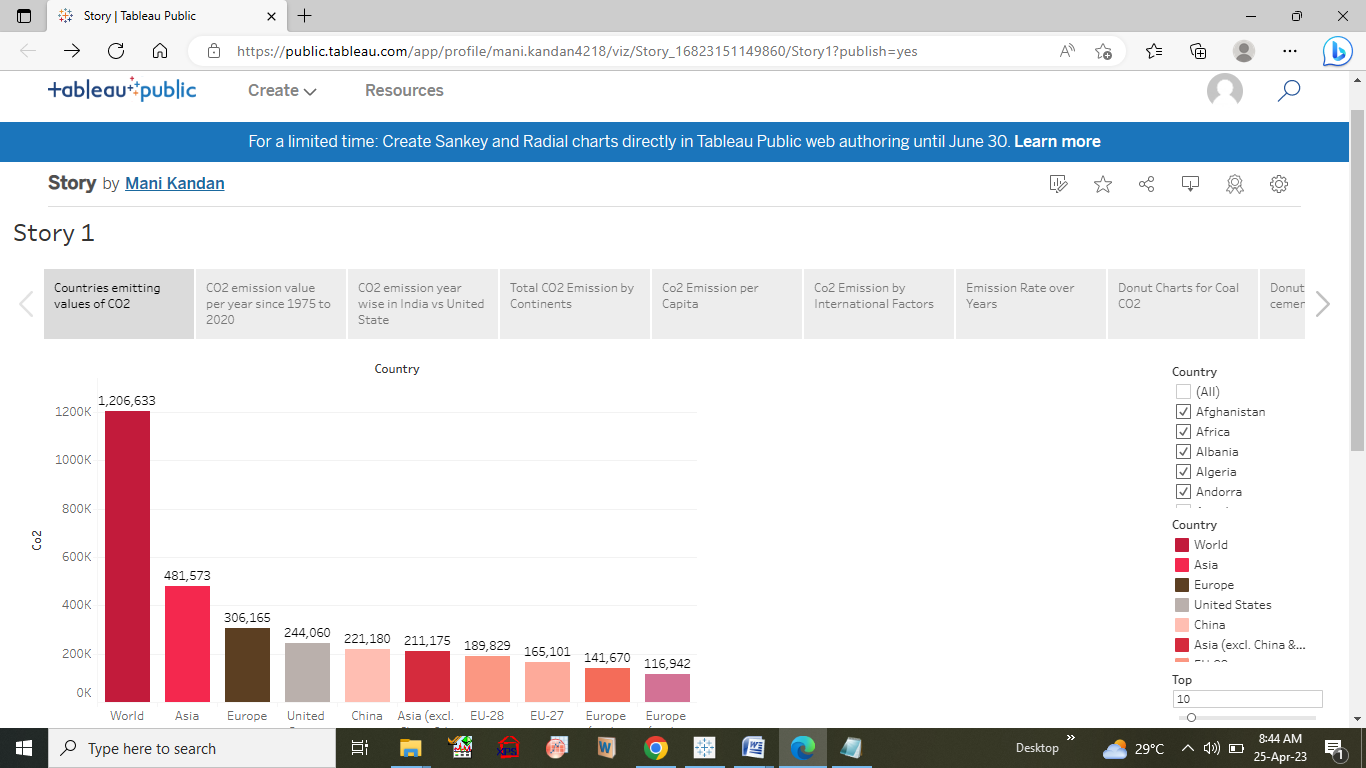 Story | Tableau Public
https://public.tableau.com/app/profile/mani.kandan4218/viz/Story_16823151149860/Story1?publish=yes
tableau public
Create
Resources
For a limited time: Create Sankey and Radial charts directly in Tableau Public web authoring until June 30. Learn more
Story by Mani Kandan
Story 1
Countries emitting
values of CO2
CO2 emission value
per year since 1975 to
2020
CO2 emission year
wise in India vs United
State
Total CO2 Emission by
Continents
Co2 Emission per
Capita
Co2 Emission by
International Factors
Emission Rate over
Years
Donut Charts for Coal
CO2
Donut
cemen
Country
Co2
1200K
1000K
800K
600K
400K
200K
0K
1,206,633
481,573
306,165
244,060
221,180
211,175
189,829
165,101
141,670
116,942
World
Asia
Europe
United
China
Asia (excl.
EU-28
EU-27
Europe
Europe
Country
(All)
Afghanistan
Africa
Albania
Algeria
Andorra
Country
World
Asia
Europe
United States
China
Asia (excl. China &...
EU-28
Top
10
Type here to search
XPS
W
W
Desktop
29°C
8:44 AM
25-Apr-23
1